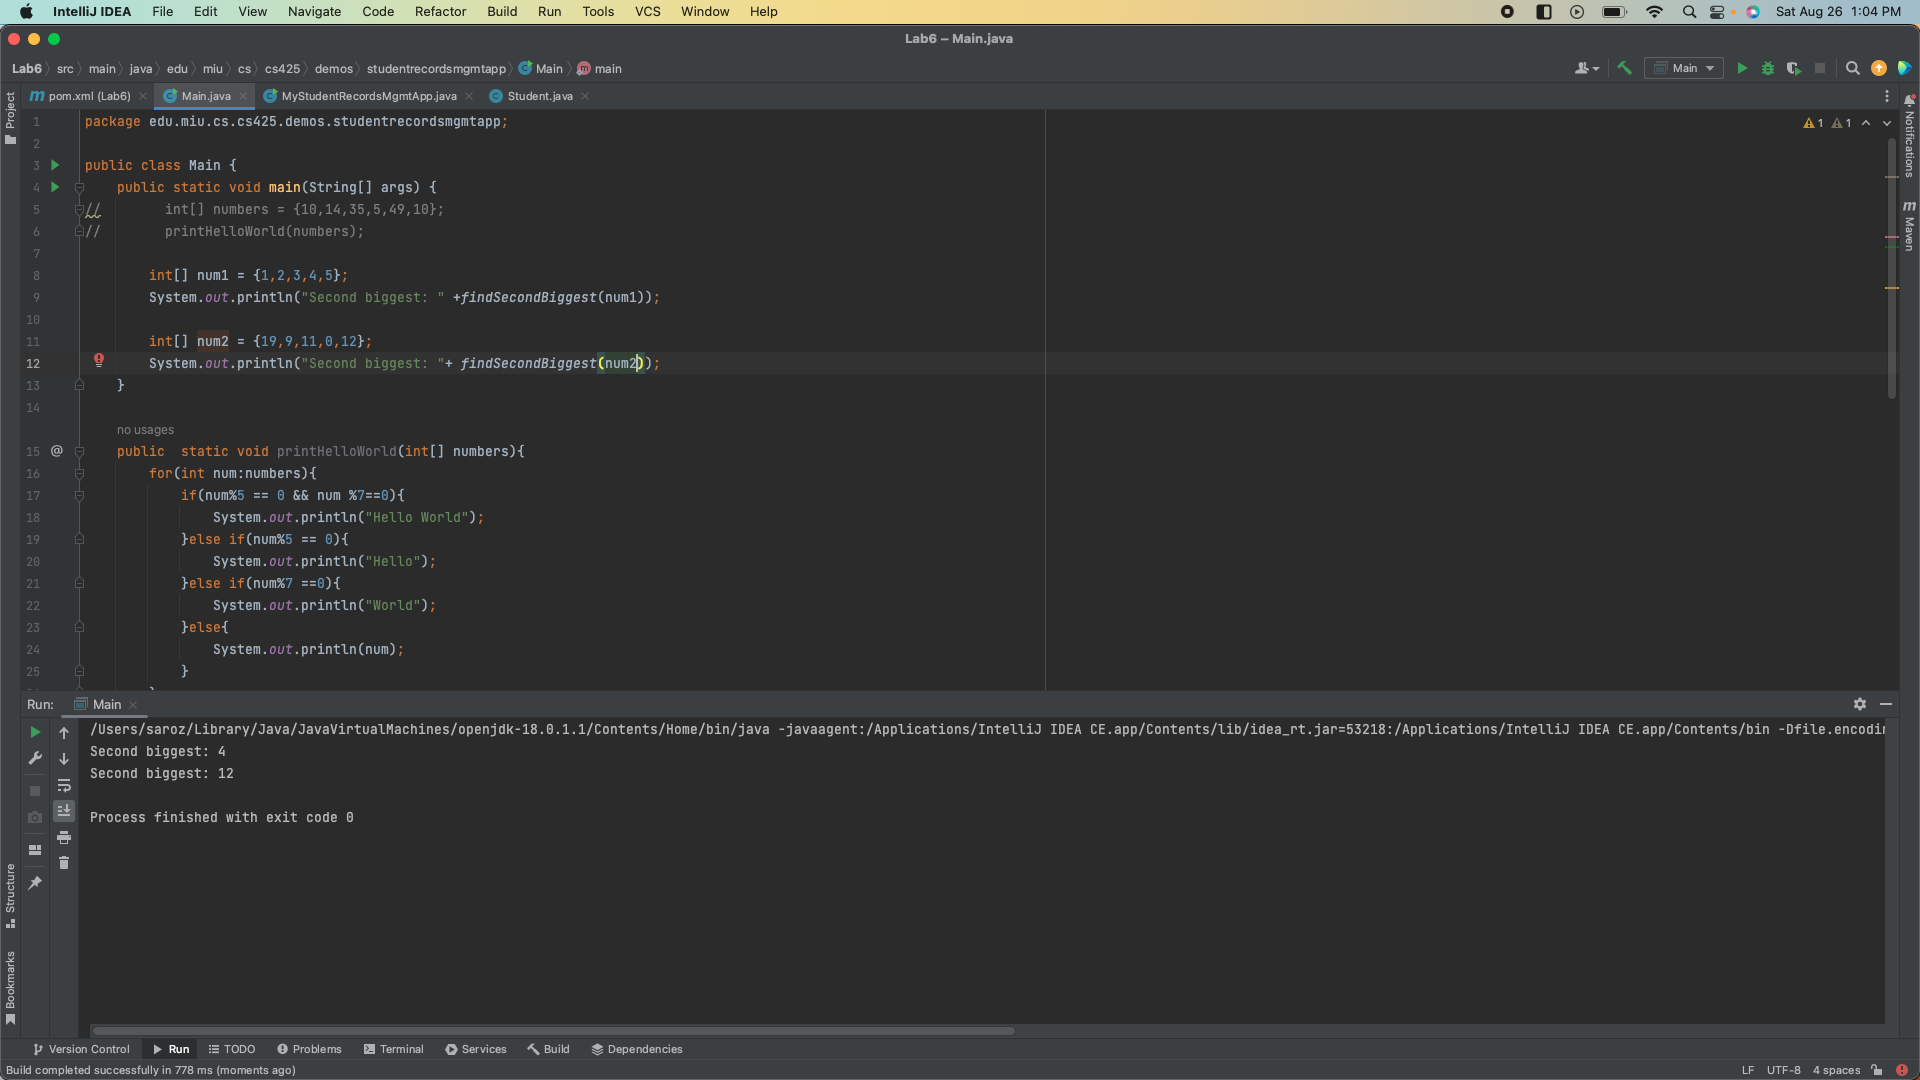 IntelliJ IDEA File Edit View Navigate Code Refactor Build Run Tools VCS Window Help Sat Aug 26 1:04 PM
Lab6 – Main.java
Lab6 src main java edu miu cs cs425 demos studentrecordsmgmtapp Main main Main
pom.xml (Lab6) Main.java MyStudentRecordsMgmtApp.java Student.java
Project
Notifications
Maven
1 package edu.miu.cs.cs425.demos.studentrecordsmgmtapp; 1 1
2
3 public class Main {
4 public static void main(String[] args) {
5 // int[] numbers = {10,14,35,5,49,10};
6 // printHelloWorld(numbers);
7
8 int[] num1 = {1,2,3,4,5};
9 System.out.println("Second biggest: " +findSecondBiggest(num1));
10
11 int[] num2 = {19,9,11,0,12};
12 System.out.println("Second biggest: "+ findSecondBiggest(num2));
13 }
14
no usages
15 @ public  static void printHelloWorld(int[] numbers){
16 for(int num:numbers){
17 if(num%5 == 0 && num %7==0){
18 System.out.println("Hello World");
19 }else if(num%5 == 0){
20 System.out.println("Hello");
21 }else if(num%7 ==0){
22 System.out.println("World");
23 }else{
24 System.out.println(num);
25 }
Run: Main
/Users/saroz/Library/Java/JavaVirtualMachines/openjdk-18.0.1.1/Contents/Home/bin/java -javaagent:/Applications/IntelliJ IDEA CE.app/Contents/lib/idea_rt.jar=53218:/Applications/IntelliJ IDEA CE.app/Contents/bin -Dfile.encodin
Second biggest: 4
Second biggest: 12
Process finished with exit code 0
Structure
Bookmarks
Version Control Run TODO Problems Terminal Services Build Dependencies
Build completed successfully in 778 ms (moments ago) LF UTF-8 4 spaces